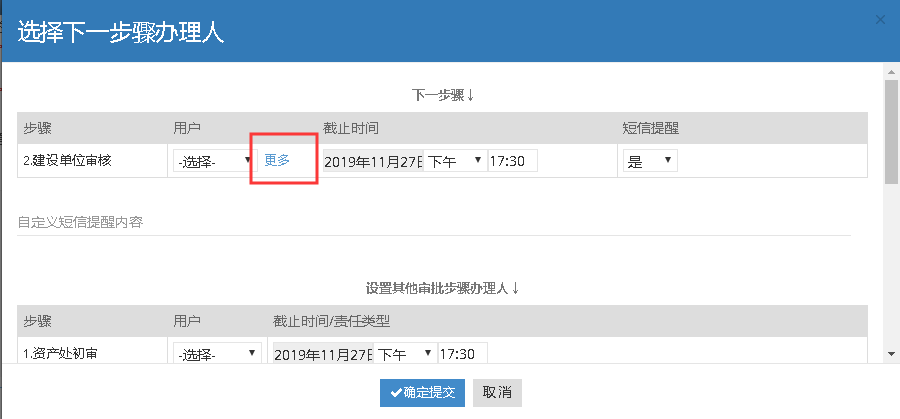 选择下一步骤办理人
×
下一步骤↓
步骤 用户 截止时间 短信提醒
2.建设单位审核 -选择- 更多 2019年11月27日 下午 17:30 是
自定义短信提醒内容
设置其他审批步骤办理人↓
步骤 用户 截止时间/责任类型
1.资产处初审 -选择- 2019年11月27日 下午 17:30
✔确定提交 取消